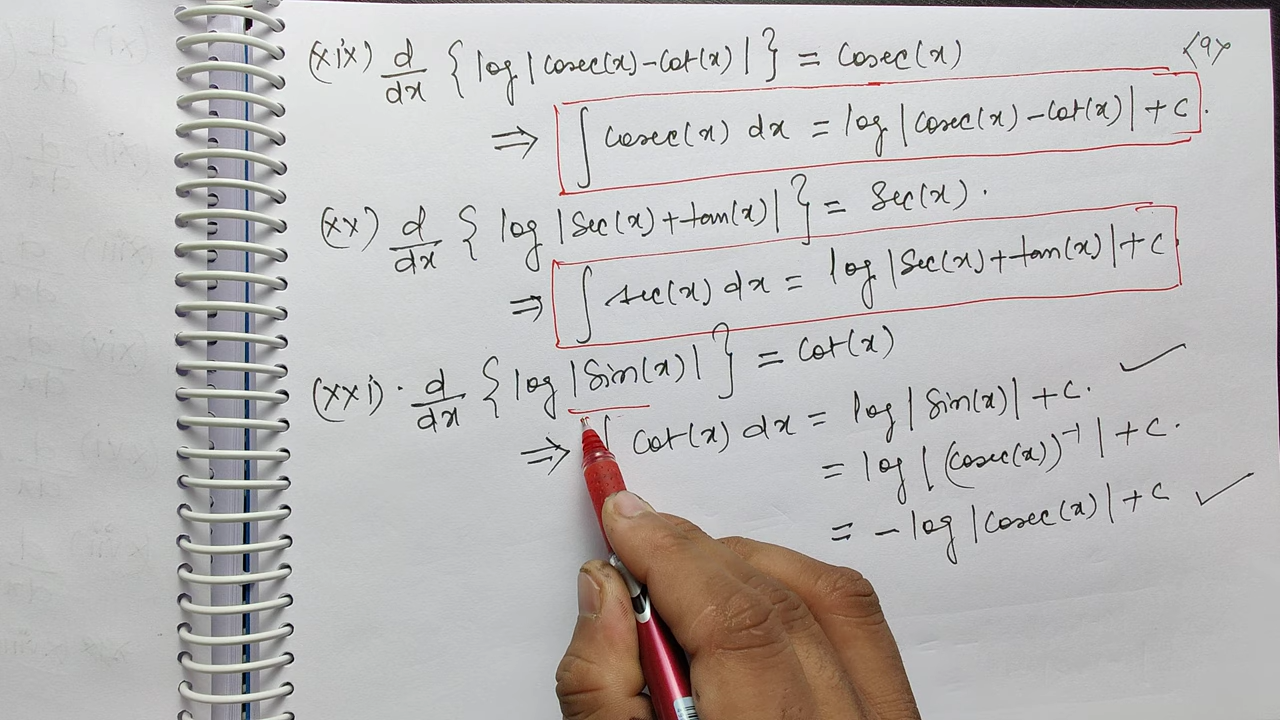 <9>
(xix) d/dx {log|cosec(x)-cot(x)|} = cosec(x)
⇒ ∫ cosec(x) dx = log|cosec(x)-cot(x)|+c.
(xx) d/dx {log|sec(x)+tan(x)|} = sec(x).
⇒ ∫ sec(x) dx = log|sec(x)+tan(x)|+c.
(xxi). d/dx {log|sin(x)|} = cot(x)
⇒ ∫ cot(x) dx = log|sin(x)|+c. ✓
= log|(cosec(x))⁻¹|+c.
= -log|cosec(x)|+c ✓